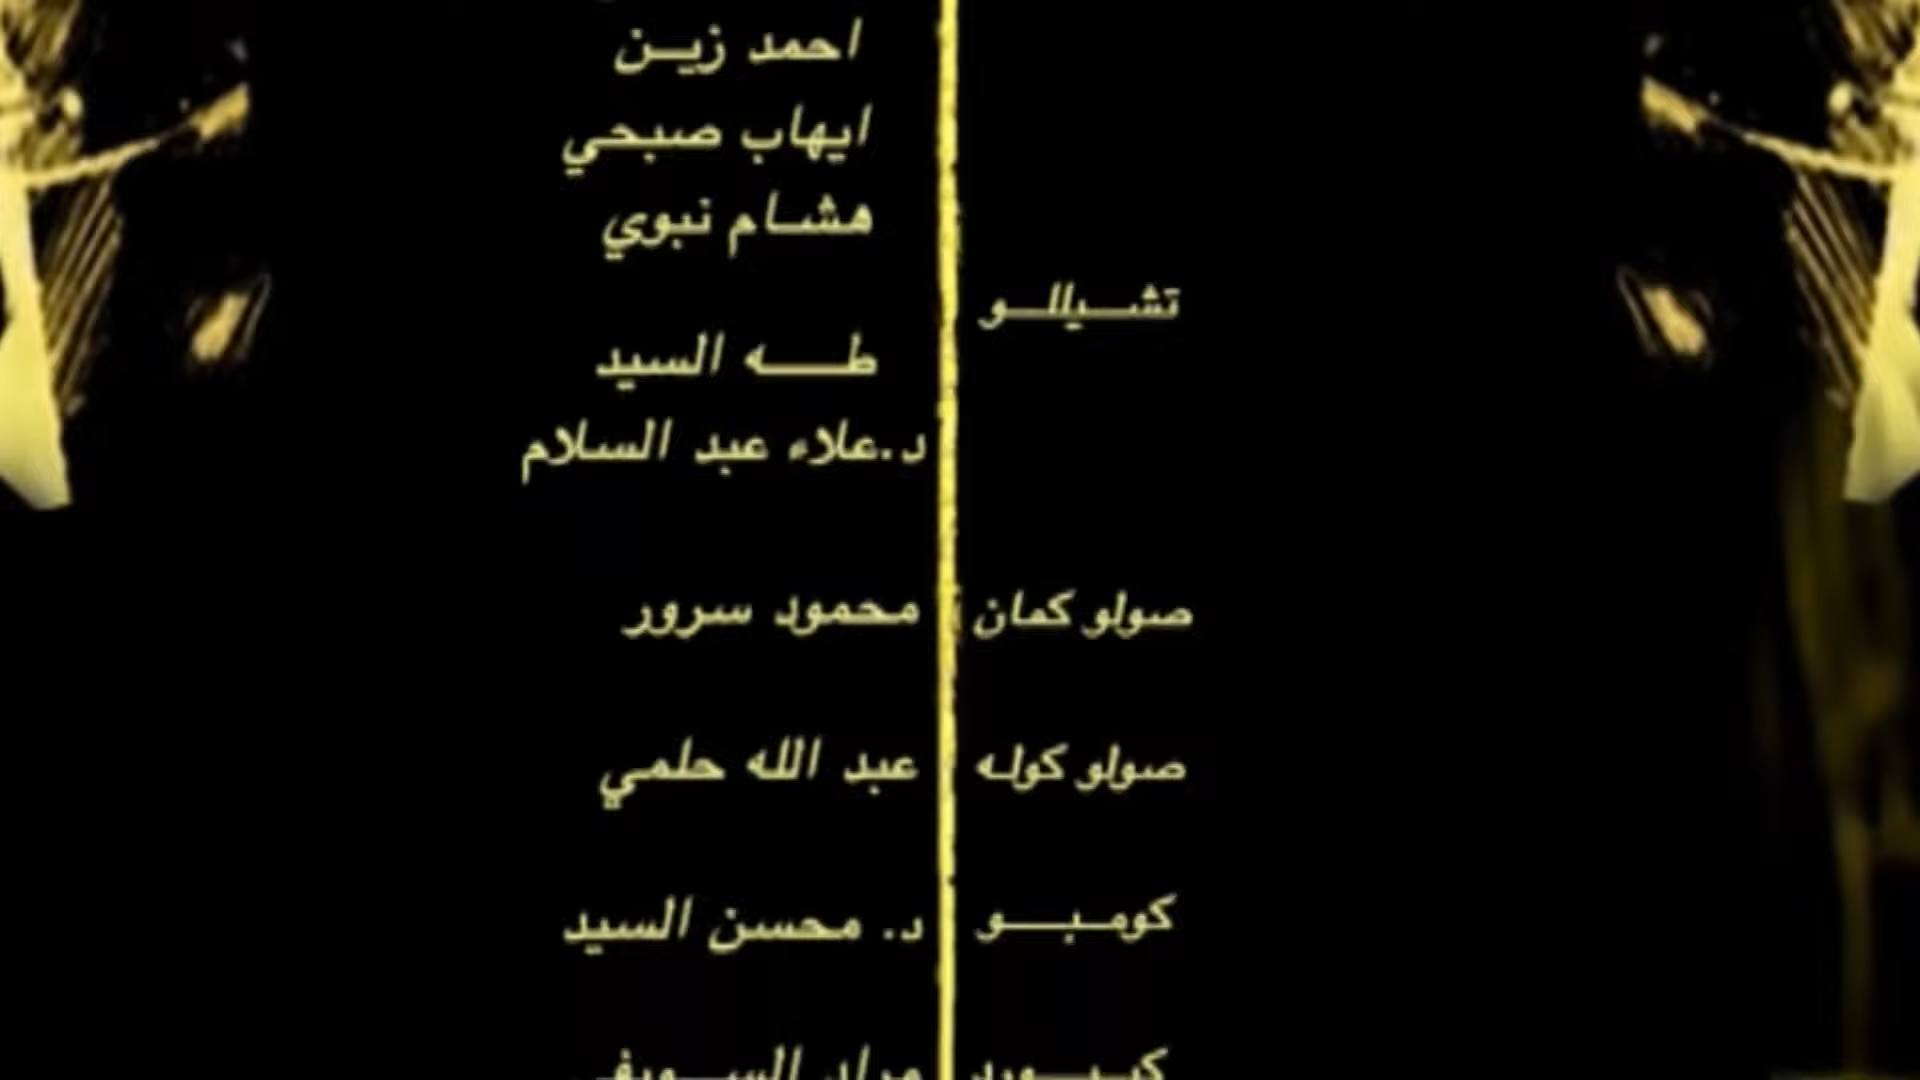 احمد زين
ايهاب صبحي
هشام نبوي
تشيللو
طه السيد
د.علاء عبد السلام
صولو كمان محمود سرور
صولو كوله عبد الله حلمي
كومبو د. محسن السيد